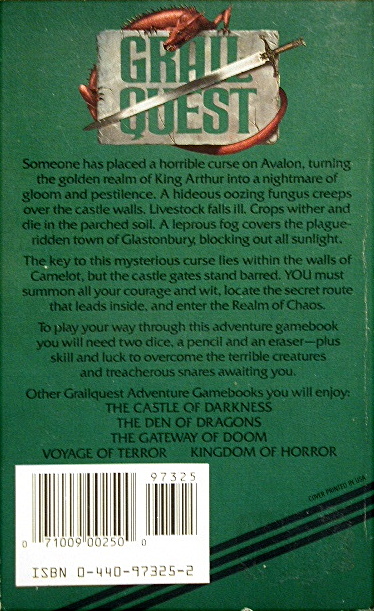 GRAIL
QUEST
Someone has placed a horrible curse on Avalon, turning
the golden realm of King Arthur into a nightmare of
gloom and pestilence. A hideous oozing fungus creeps
over the castle walls. Livestock falls ill. Crops wither and
die in the parched soil. A leprous fog covers the plague-
ridden town of Glastonbury, blocking out all sunlight.
The key to this mysterious curse lies within the walls of
Camelot, but the castle gates stand barred. YOU must
summon all your courage and wit, locate the secret route
that leads inside, and enter the Realm of Chaos.
To play your way through this adventure gamebook
you will need two dice, a pencil and an eraser—plus
skill and luck to overcome the terrible creatures
and treacherous snares awaiting you.
Other Grailquest Adventure Gamebooks you will enjoy:
THE CASTLE OF DARKNESS
THE DEN OF DRAGONS
THE GATEWAY OF DOOM
VOYAGE OF TERROR KINGDOM OF HORROR
COVER PRINTED IN USA
97325
0 71009 00250 0
ISBN 0-440-97325-2